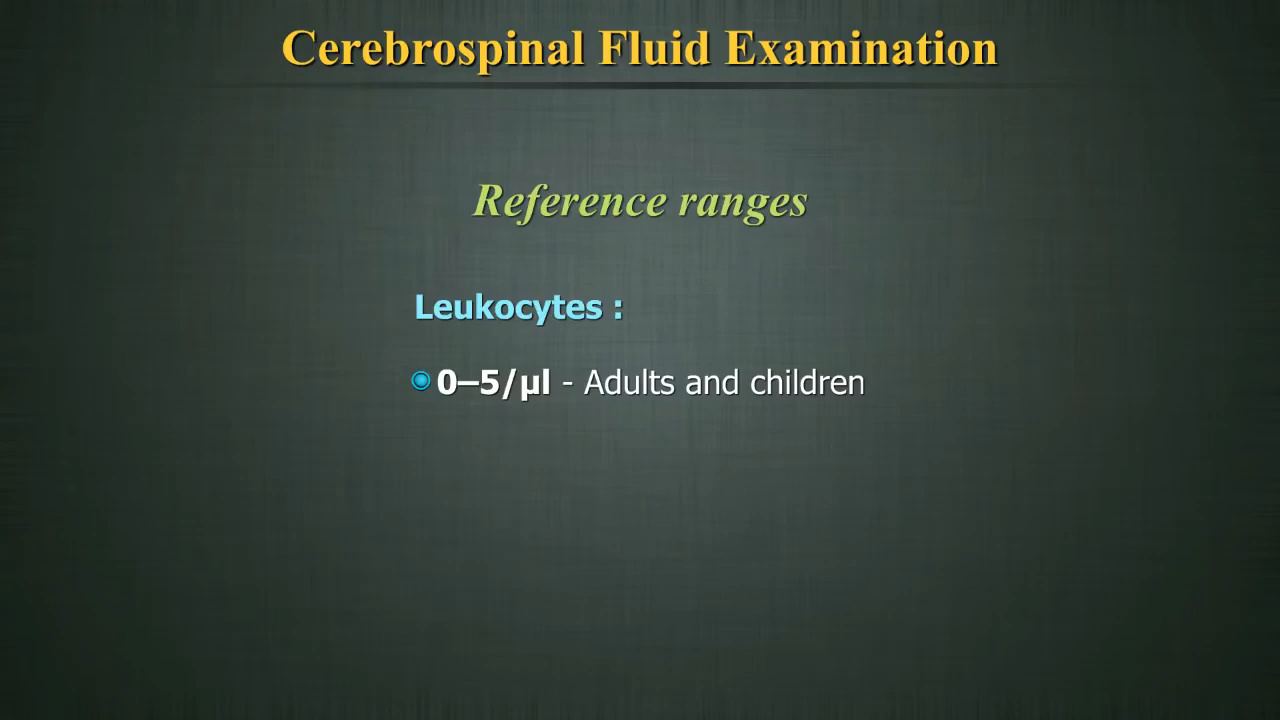 Cerebrospinal Fluid Examination
Reference ranges
Leukocytes :
0–5/µl - Adults and children